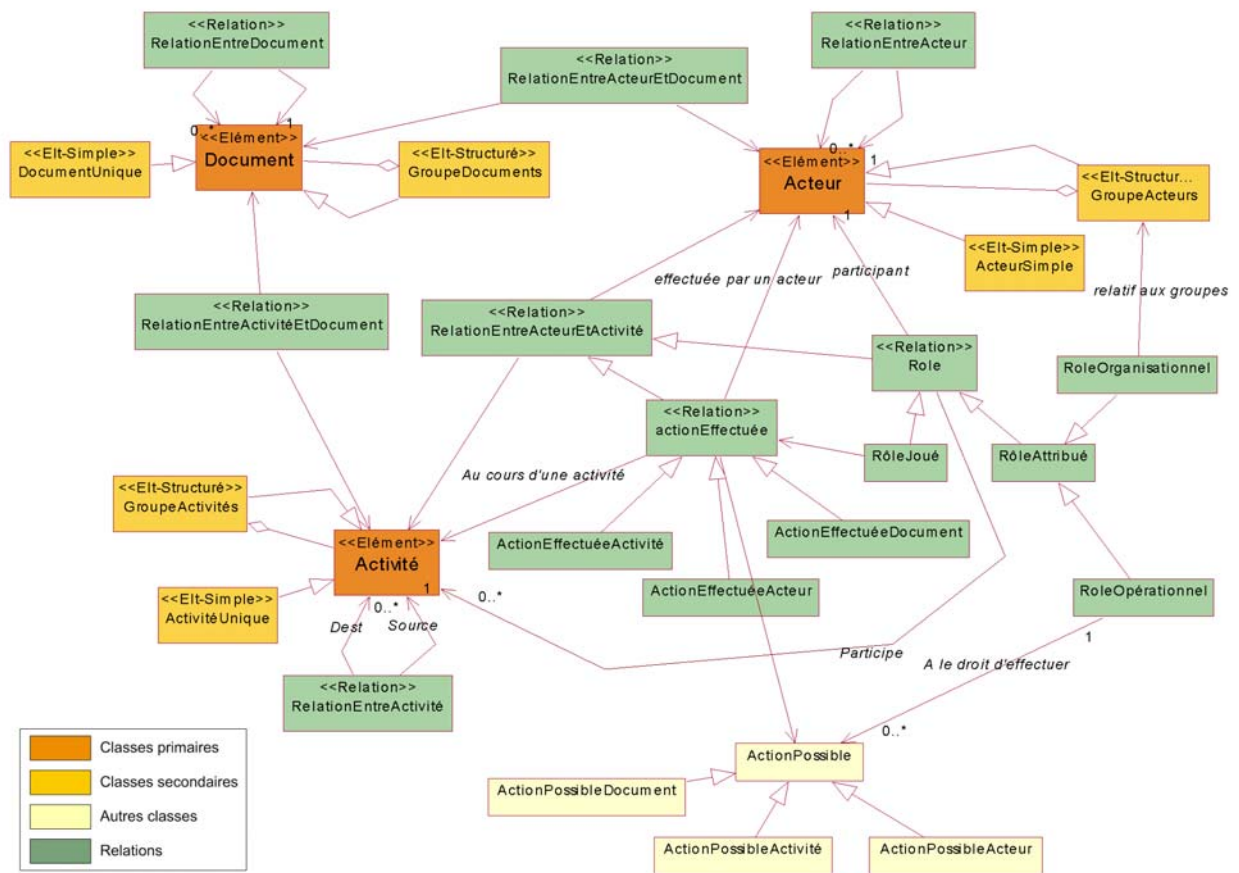 <<Relation>>
RelationEntreDocument
<<Relation>>
RelationEntreActeurEtDocument
<<Relation>>
RelationEntreActeur
0..*
1
<<Elément>>
Document
<<Elt-Simple>>
DocumentUnique
<<Elt-Structuré>>
GroupeDocuments
0..*
1
<<Elément>>
Acteur
1
<<Elt-Structur...
GroupeActeurs
<<Elt-Simple>>
ActeurSimple
effectuée par un acteur
participant
relatif aux groupes
<<Relation>>
RelationEntreActivitéEtDocument
<<Relation>>
RelationEntreActeurEtActivité
<<Relation>>
Role
RoleOrganisationnel
<<Relation>>
actionEffectuée
RôleJoué
RôleAttribué
Au cours d'une activité
<<Elt-Structuré>>
GroupeActivités
ActionEffectuéeActivité
ActionEffectuéeDocument
<<Elément>>
Activité
1
ActionEffectuéeActeur
RoleOpérationnel
<<Elt-Simple>>
ActivitéUnique
0..*
0..*
Dest
Source
Participe
1
A le droit d'effectuer
<<Relation>>
RelationEntreActivité
0..*
ActionPossible
ActionPossibleDocument
ActionPossibleActivité
ActionPossibleActeur
Classes primaires
Classes secondaires
Autres classes
Relations